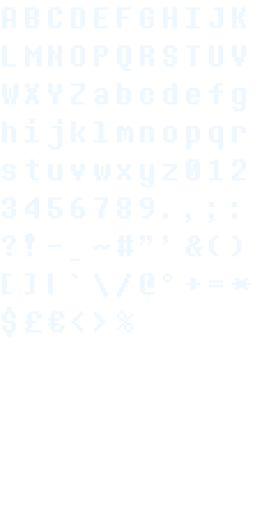 ABCDEFGHIJK
LMNOPQRSTUV
WXYZabcdefg
hijklmnopqr
stuvwxyz012
3456789.,;:
?!-_~#"'&()
[]|`\/@°+=*
$£€<>%